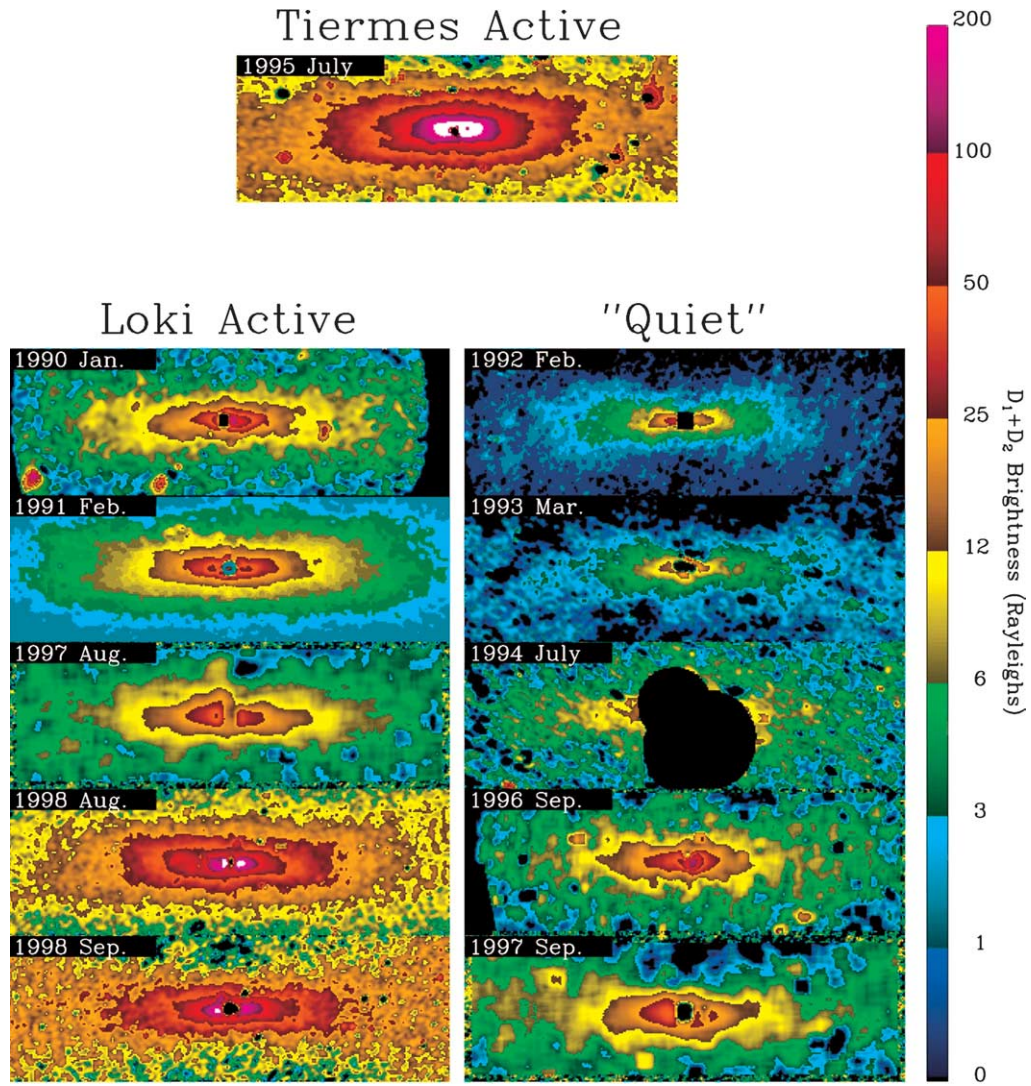 Tiermes Active
1995 July
Loki Active
"Quiet"
1990 Jan.
1991 Feb.
1997 Aug.
1998 Aug.
1998 Sep.
1992 Feb.
1993 Mar.
1994 July
1996 Sep.
1997 Sep.
200
100
50
25
12
6
3
1
0
D₁+D₂ Brightness (Rayleighs)